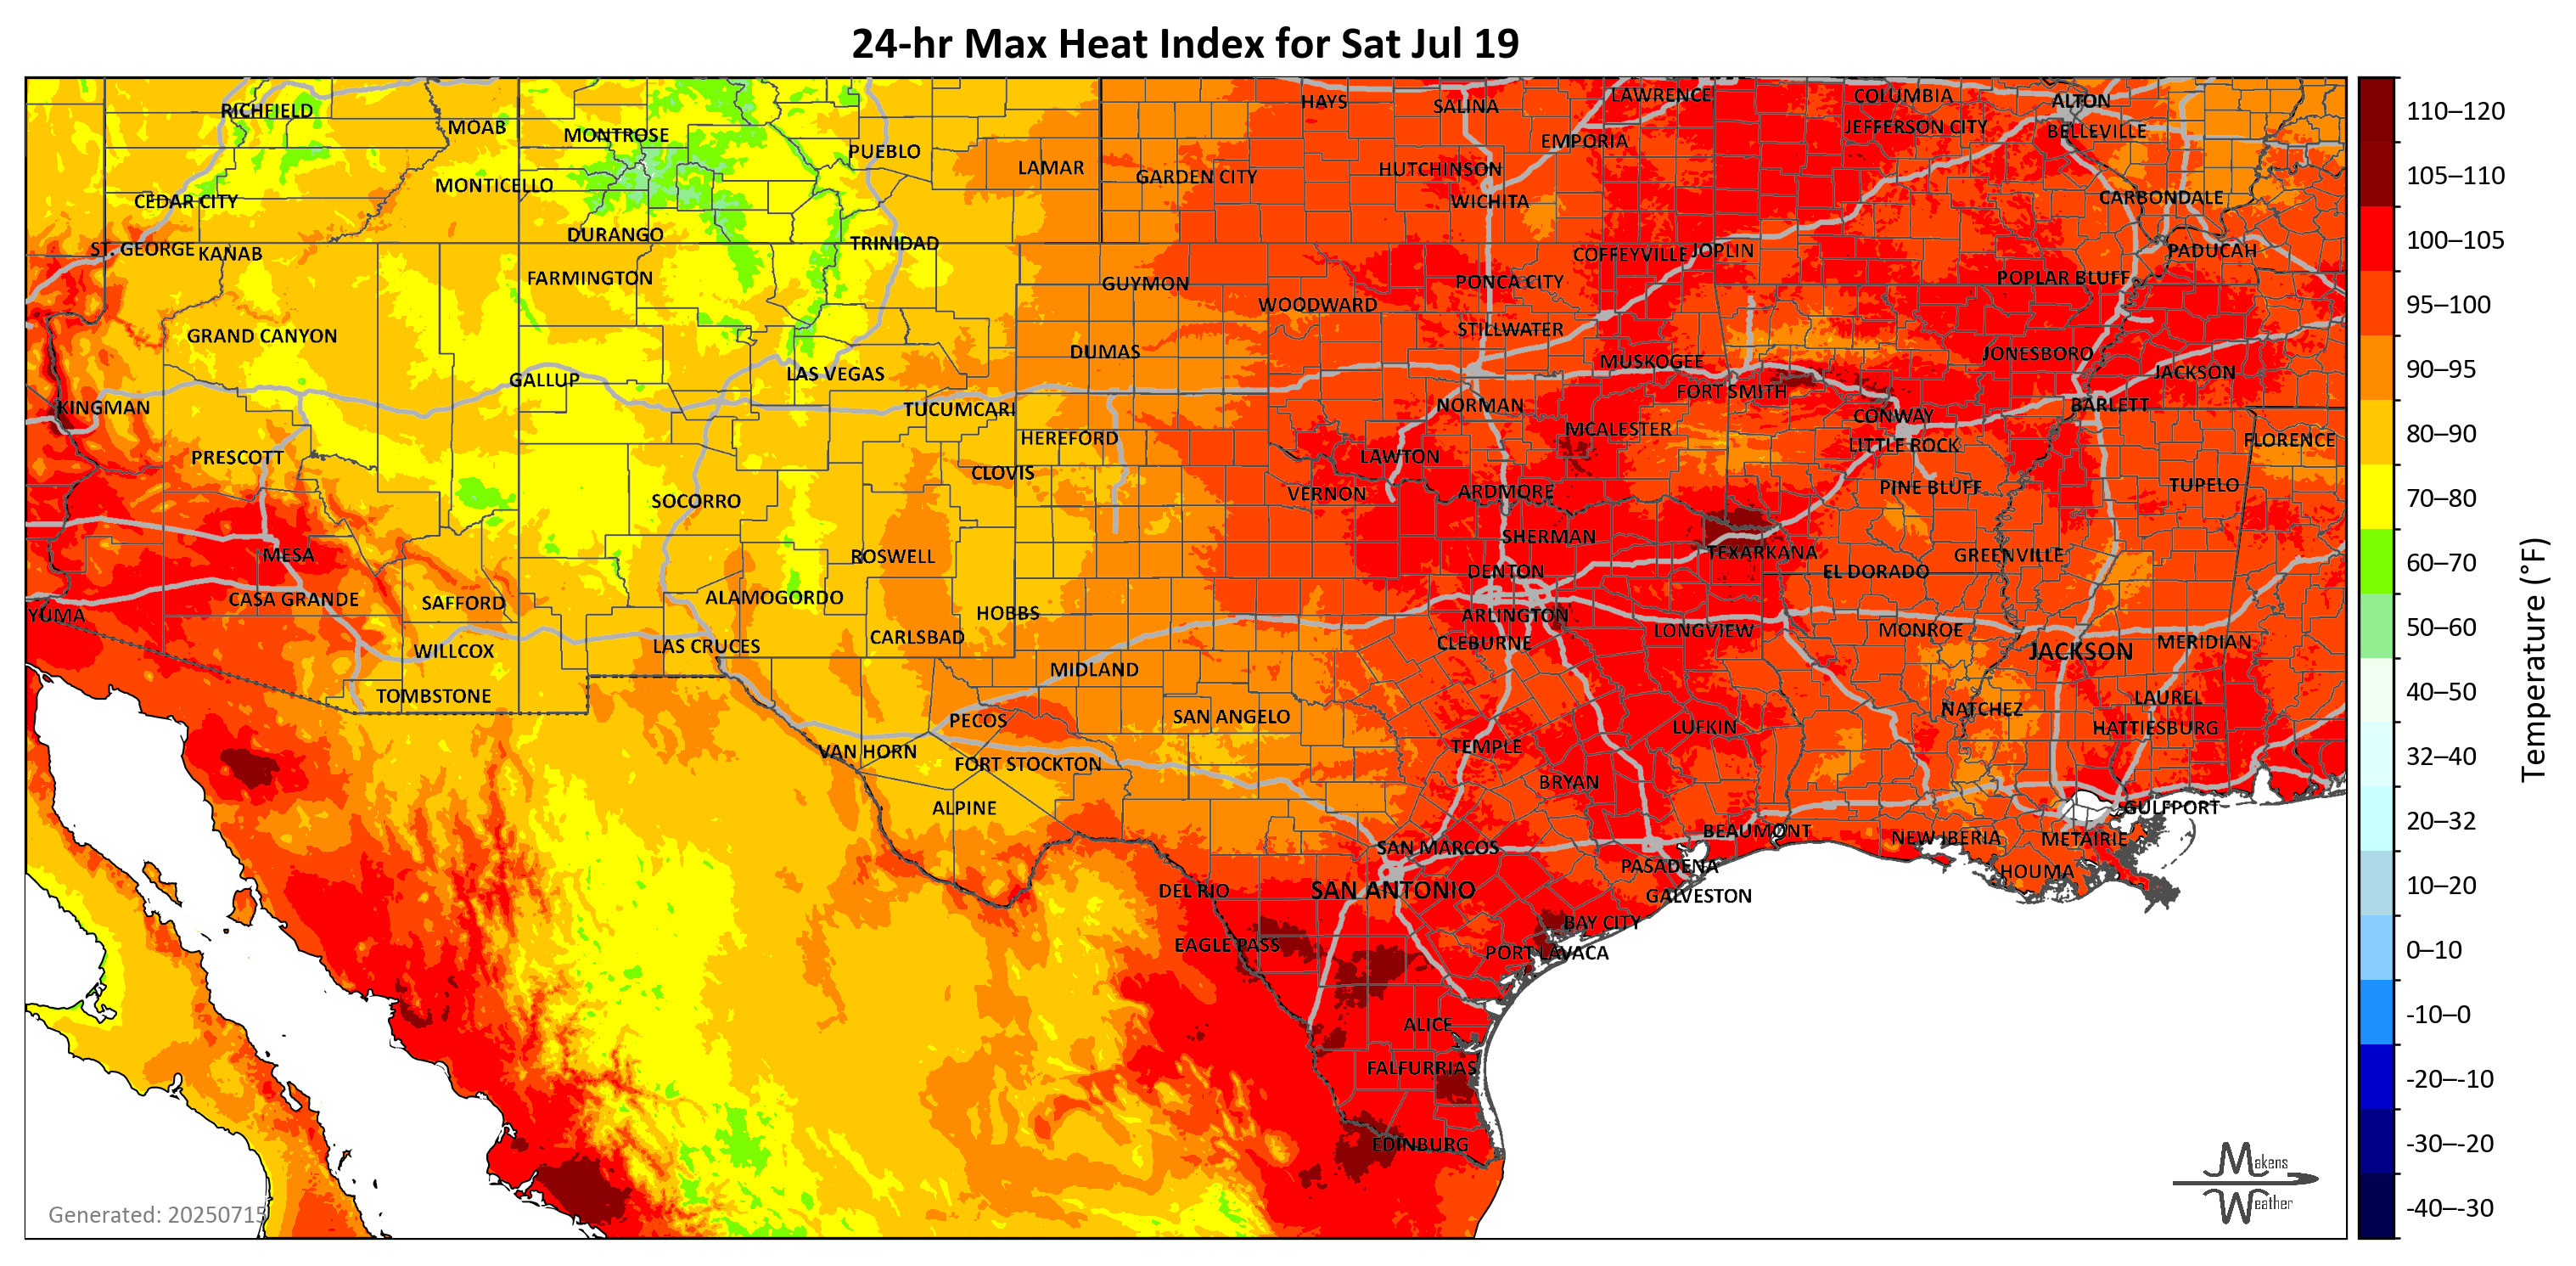 24-hr Max Heat Index for Sat Jul 19
RICHFIELD
MOAB
MONTROSE
PUEBLO
LAMAR
HAYS
SALINA
LAWRENCE
COLUMBIA
ALTON
GARDEN CITY
HUTCHINSON
EMPORIA
JEFFERSON CITY
BELLEVILLE
CEDAR CITY
MONTICELLO
WICHITA
CARBONDALE
ST. GEORGE
KANAB
DURANGO
TRINIDAD
COFFEYVILLE
JOPLIN
PADUCAH
FARMINGTON
GUYMON
WOODWARD
PONCA CITY
POPLAR BLUFF
GRAND CANYON
DUMAS
STILLWATER
MUSKOGEE
JONESBORO
GALLUP
LAS VEGAS
FORT SMITH
JACKSON
KINGMAN
TUCUMCARI
NORMAN
CONWAY
BARLETT
PRESCOTT
HEREFORD
MCALESTER
LITTLE ROCK
FLORENCE
CLOVIS
LAWTON
SOCORRO
VERNON
ARDMORE
PINE BLUFF
TUPELO
MESA
ROSWELL
SHERMAN
TEXARKANA
GREENVILLE
CASA GRANDE
SAFFORD
ALAMOGORDO
DENTON
EL DORADO
YUMA
HOBBS
ARLINGTON
WILLCOX
LAS CRUCES
CARLSBAD
CLEBURNE
LONGVIEW
MONROE
JACKSON
MERIDIAN
TOMBSTONE
MIDLAND
PECOS
SAN ANGELO
NATCHEZ
LAUREL
VAN HORN
FORT STOCKTON
TEMPLE
LUFKIN
HATTIESBURG
ALPINE
BRYAN
GULFPORT
SAN MARCOS
BEAUMONT
NEW IBERIA
METAIRIE
DEL RIO
SAN ANTONIO
PASADENA
HOUMA
GALVESTON
EAGLE PASS
BAY CITY
PORT LAVACA
ALICE
FALFURRIAS
EDINBURG
Generated: 20250715
Makens
Weather
110–120
105–110
100–105
95–100
90–95
80–90
70–80
60–70
50–60
40–50
32–40
20–32
10–20
0–10
-10–0
-20–-10
-30–-20
-40–-30
Temperature (°F)